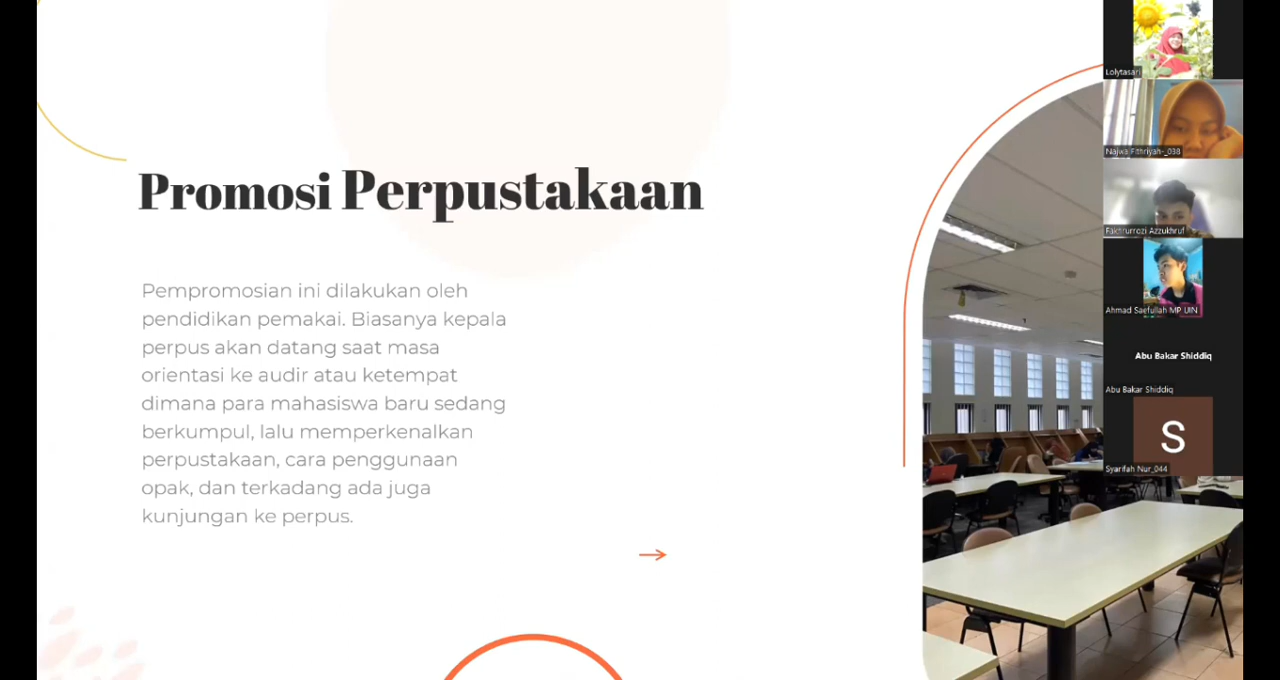 Promosi Perpustakaan
Pempromosian ini dilakukan oleh
pendidikan pemakai. Biasanya kepala
perpus akan datang saat masa
orientasi ke audir atau ketempat
dimana para mahasiswa baru sedang
berkumpul, lalu memperkenalkan
perpustakaan, cara penggunaan
opak, dan terkadang ada juga
kunjungan ke perpus.
Lolytasari
Najwa Fithriyah-_038
Fakhrurrozi Azzukhruf
Ahmad Saefullah MP UIN
Abu Bakar Shiddiq
Abu Bakar Shiddiq
S
Syarifah Nur_044